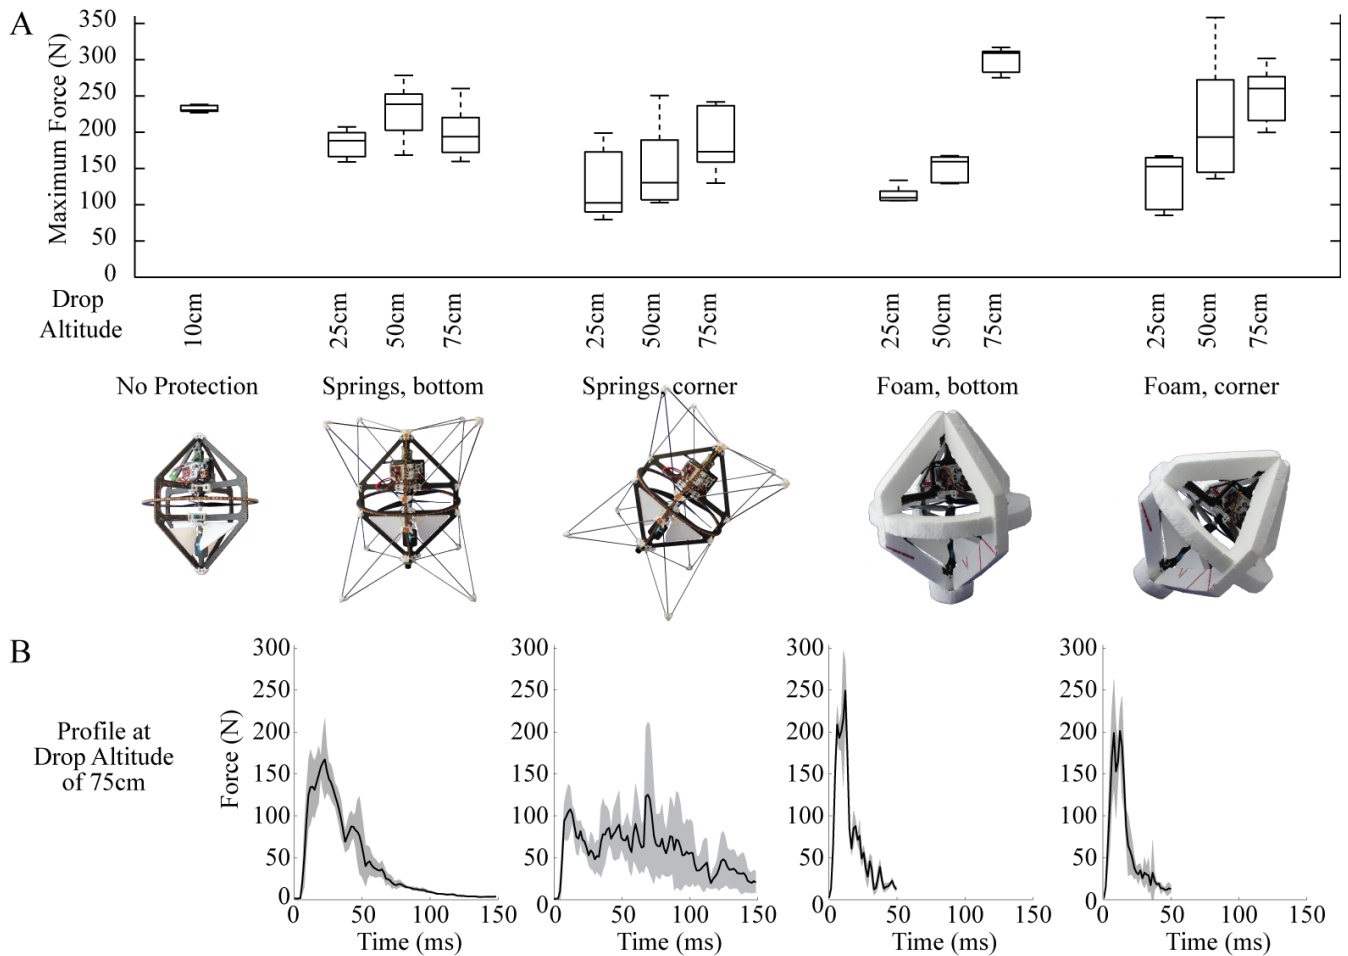 A
Maximum Force (N)
350
300
250
200
150
100
50
0
Drop
Altitude
10cm
25cm
50cm
75cm
25cm
50cm
75cm
25cm
50cm
75cm
25cm
50cm
75cm
No Protection
Springs, bottom
Springs, corner
Foam, bottom
Foam, corner
B
Profile at
Drop Altitude
of 75cm
Force (N)
300
250
200
150
100
50
0
0 50 100 150
Time (ms)
300
250
200
150
100
50
0
0 50 100 150
Time (ms)
300
250
200
150
100
50
0
0 50 100 150
Time (ms)
300
250
200
150
100
50
0
0 50 100 150
Time (ms)